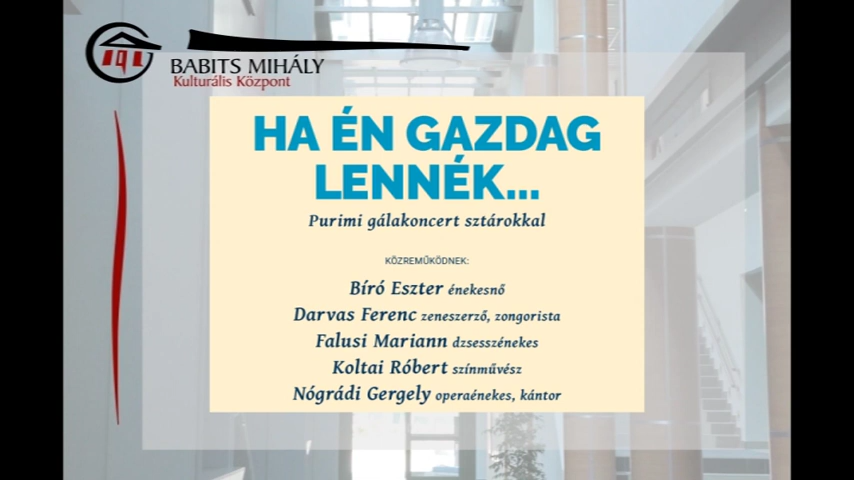 BABITS MIHÁLY
Kulturális Központ
HA ÉN GAZDAG
LENNÉK...
Purimi gálakoncert sztárokkal
KÖZREMŰKÖDNEK:
Bíró Eszter énekesnő
Darvas Ferenc zeneszerző, zongorista
Falusi Mariann dzsesszénekes
Koltai Róbert színművész
Nógrádi Gergely operaénekes, kántor